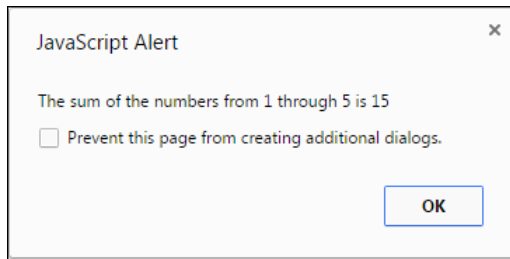 JavaScript Alert
The sum of the numbers from 1 through 5 is 15
Prevent this page from creating additional dialogs.
OK